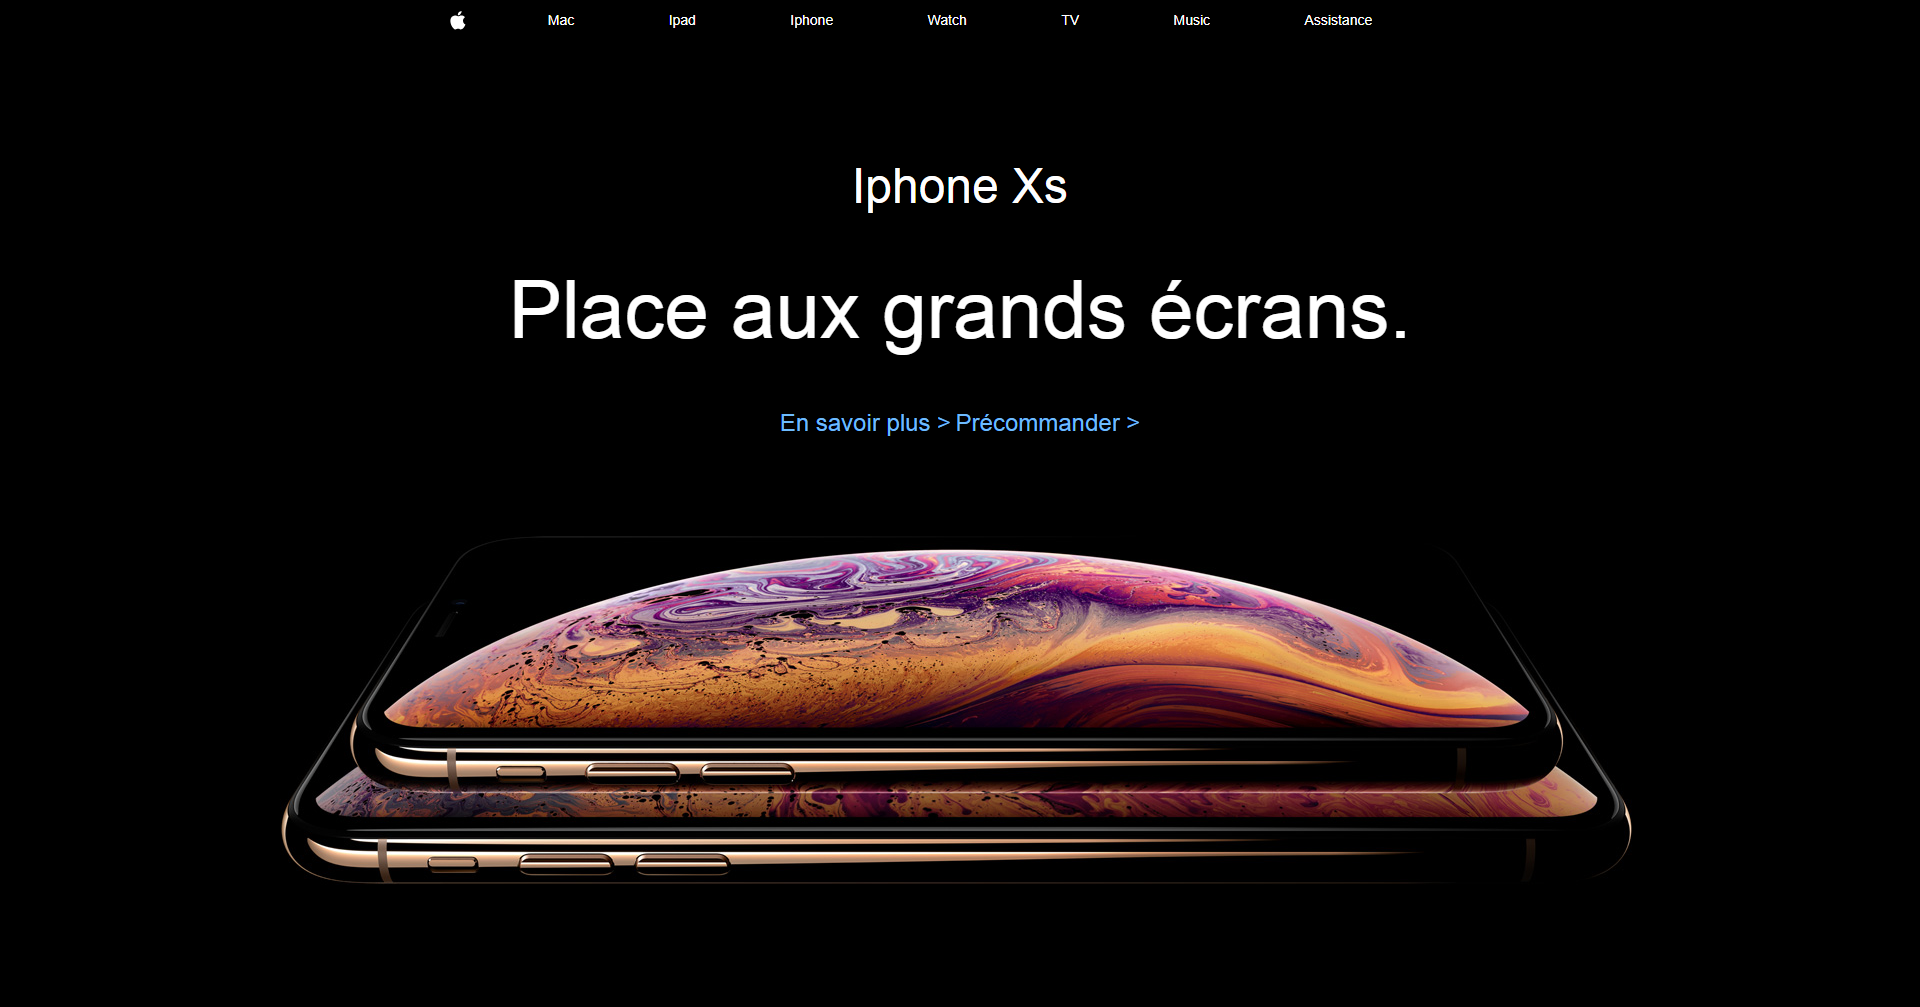 Mac Ipad Iphone Watch TV Music Assistance
Iphone Xs
Place aux grands écrans.
En savoir plus > Précommander >